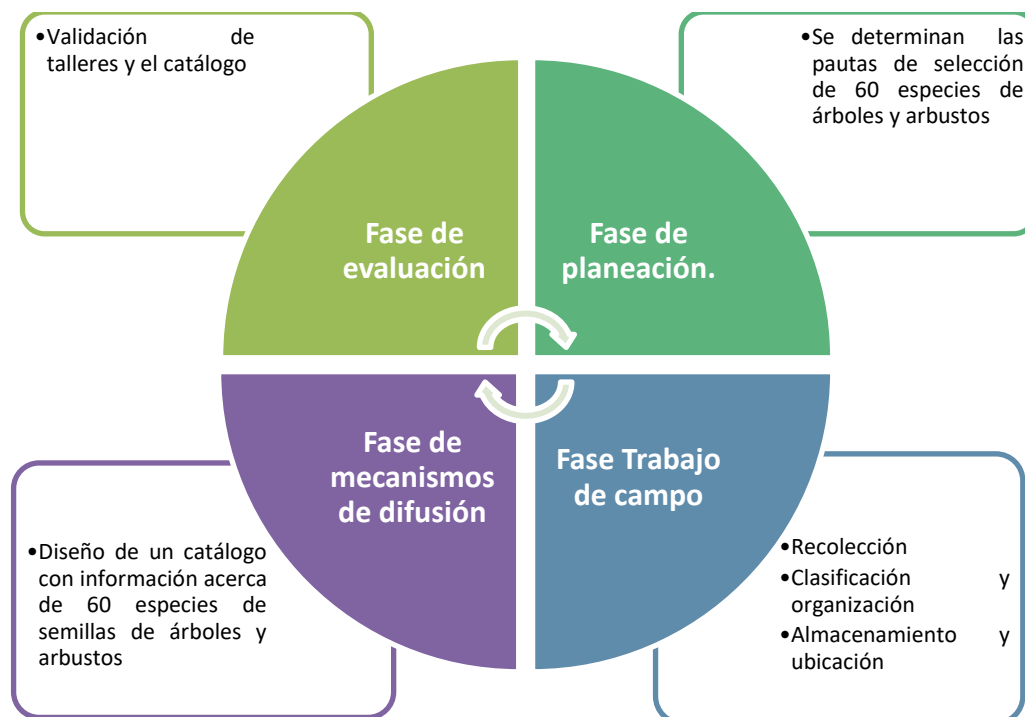 •Validación de
talleres y el catálogo
•Se determinan las
pautas de selección
de 60 especies de
árboles y arbustos
Fase de
evaluación
Fase de
planeación.
Fase de
mecanismos
de difusión
Fase Trabajo
de campo
•Diseño de un catálogo
con información acerca
de 60 especies de
semillas de árboles y
arbustos
•Recolección
•Clasificación y
organización
•Almacenamiento y
ubicación